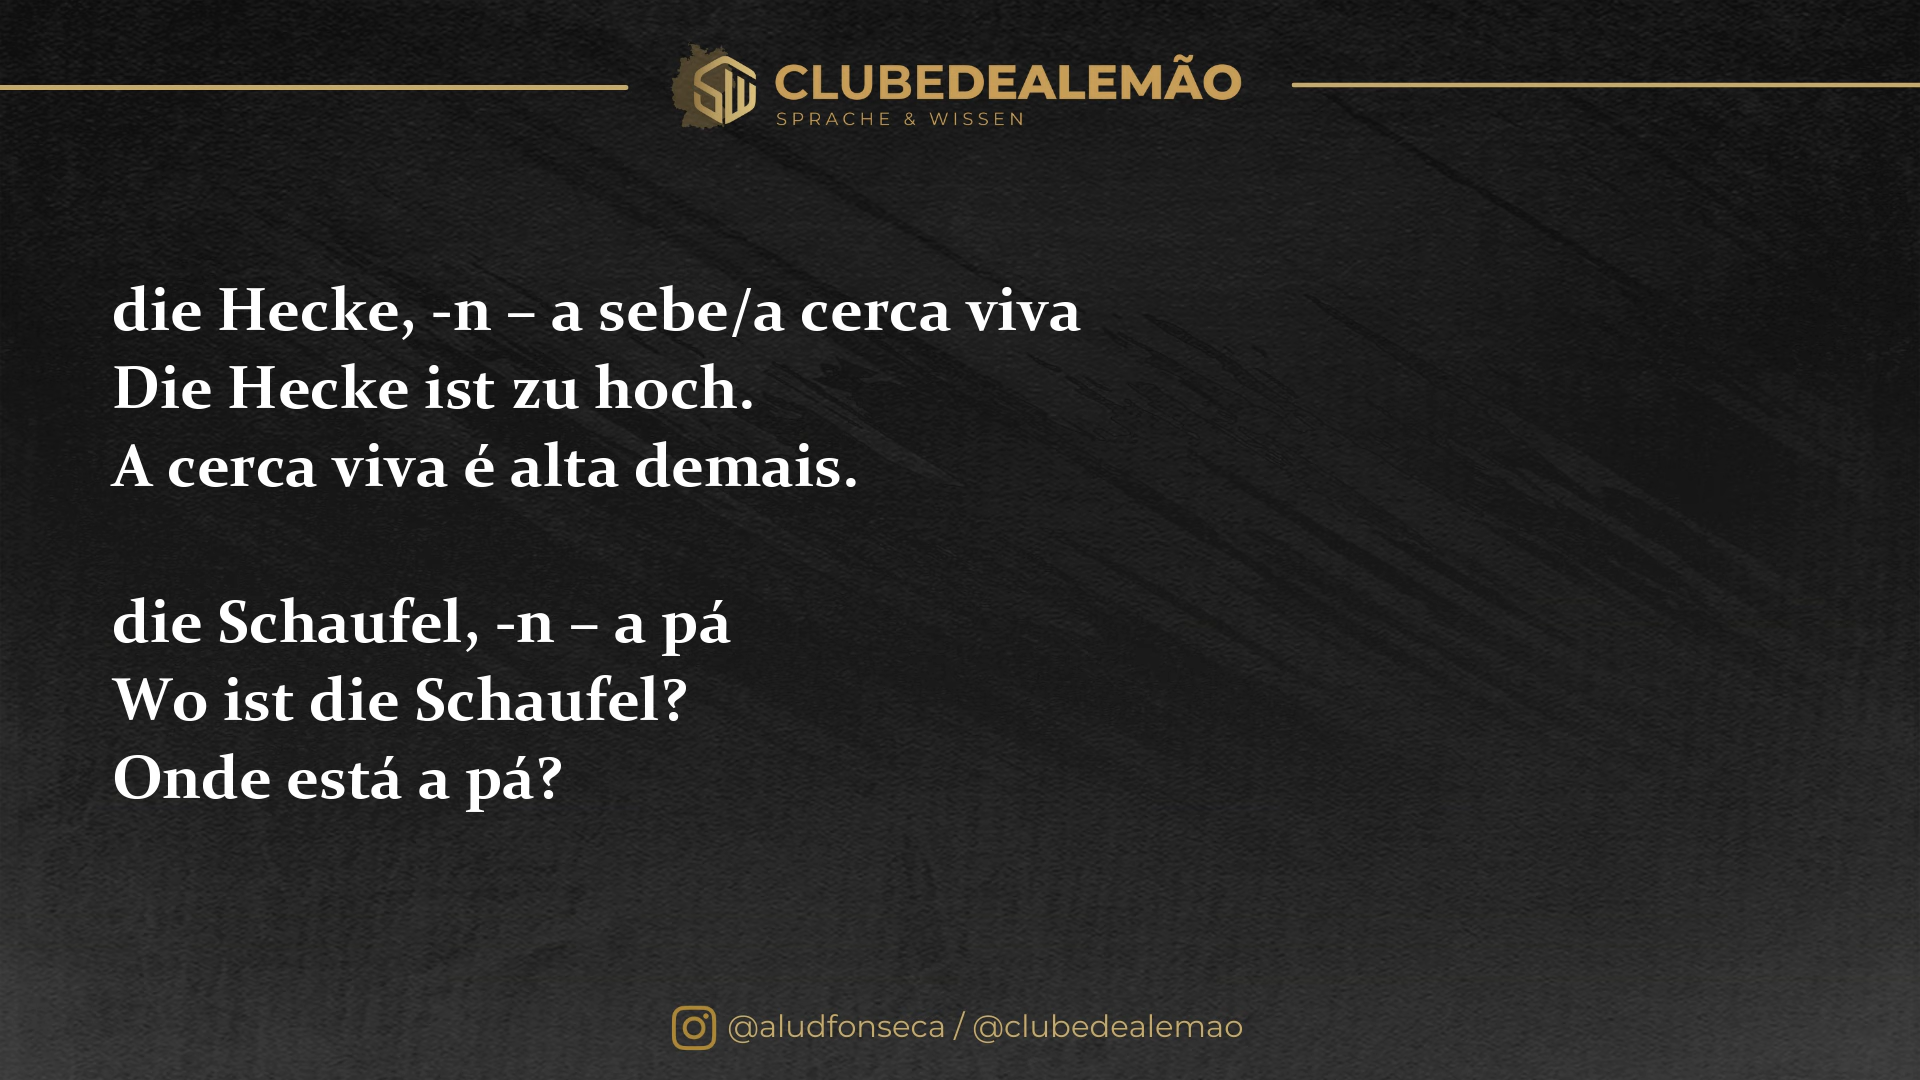 CLUBEDEALEMÃO
SPRACHE & WISSEN
die Hecke, -n – a sebe/a cerca viva
Die Hecke ist zu hoch.
A cerca viva é alta demais.
die Schaufel, -n – a pá
Wo ist die Schaufel?
Onde está a pá?
@aludfonseca / @clubedealemao